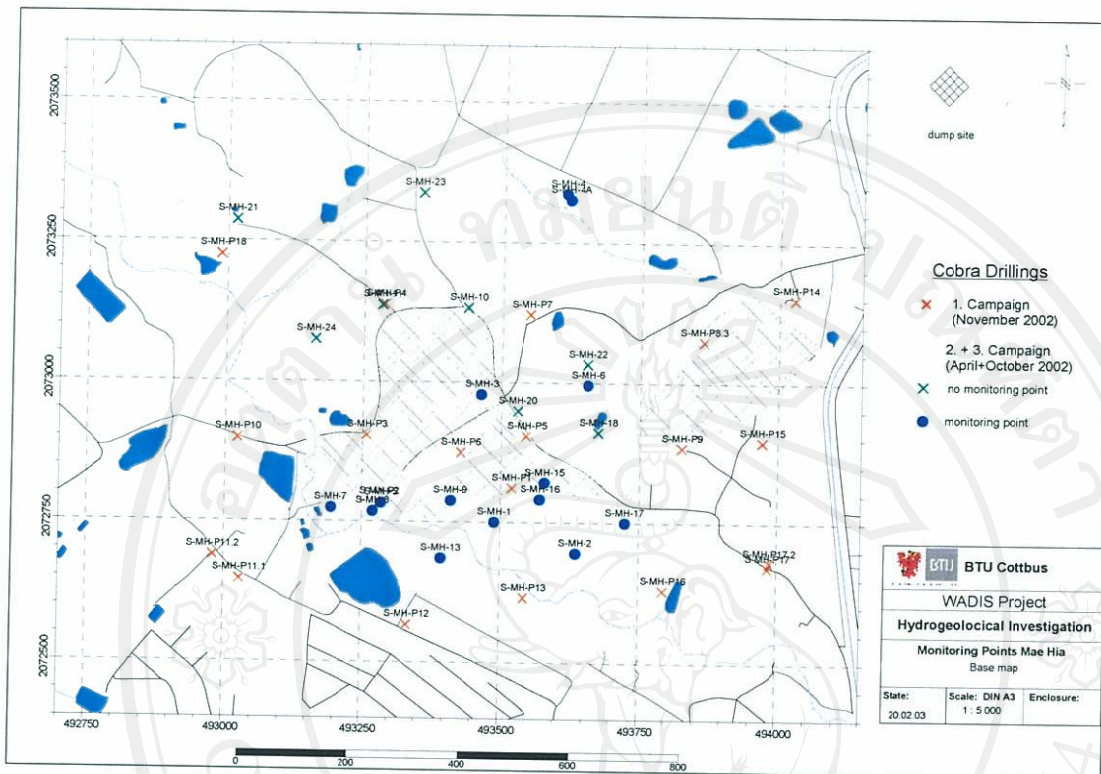 2073500
2073250
2073000
2072750
2072500
492750
493000
493250
493500
493750
494000
0
200
400
600
800
S-MH-23
S-MH-21
S-MH-P18
S-MH-4A
S-MH-P4
S-MH-10
S-MH-P7
S-MH-P14
S-MH-24
S-MH-P8.3
S-MH-22
S-MH-6
S-MH-3
S-MH-20
S-MH-P10
S-MH-P3
S-MH-P5
S-MH-18
S-MH-P6
S-MH-P9
S-MH-P15
S-MH-P1
S-MH-15
S-MH-7
S-MH-9
S-MH-16
S-MH-1
S-MH-17
S-MH-P11.2
S-MH-13
S-MH-2
S-MH-P11.1
S-MH-P17.2
S-MH-P17
S-MH-P13
S-MH-P16
S-MH-P12
dump site
Cobra Drillings
1. Campaign
(November 2002)
2. + 3. Campaign
(April+October 2002)
no monitoring point
monitoring point
BTU BTU Cottbus
WADIS Project
Hydrogeolocical Investigation
Monitoring Points Mae Hia
Base map
State:
20.02.03
Scale: DIN A3
1 : 5 000
Enclosure: